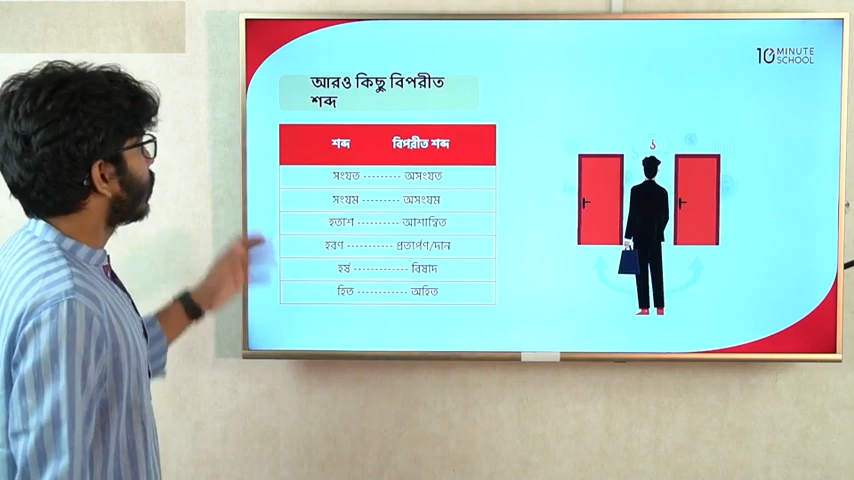 10 MINUTE
SCHOOL
আরও কিছু বিপরীত
শব্দ
শব্দ বিপরীত শব্দ
সংযত --------- অসংযত
সংযম --------- অসংযম
হতাশ ---------- আশান্বিত
হরণ ----------- প্রত্যর্পণ/দান
হর্ষ ------------- বিষাদ
হিত ------------ অহিত